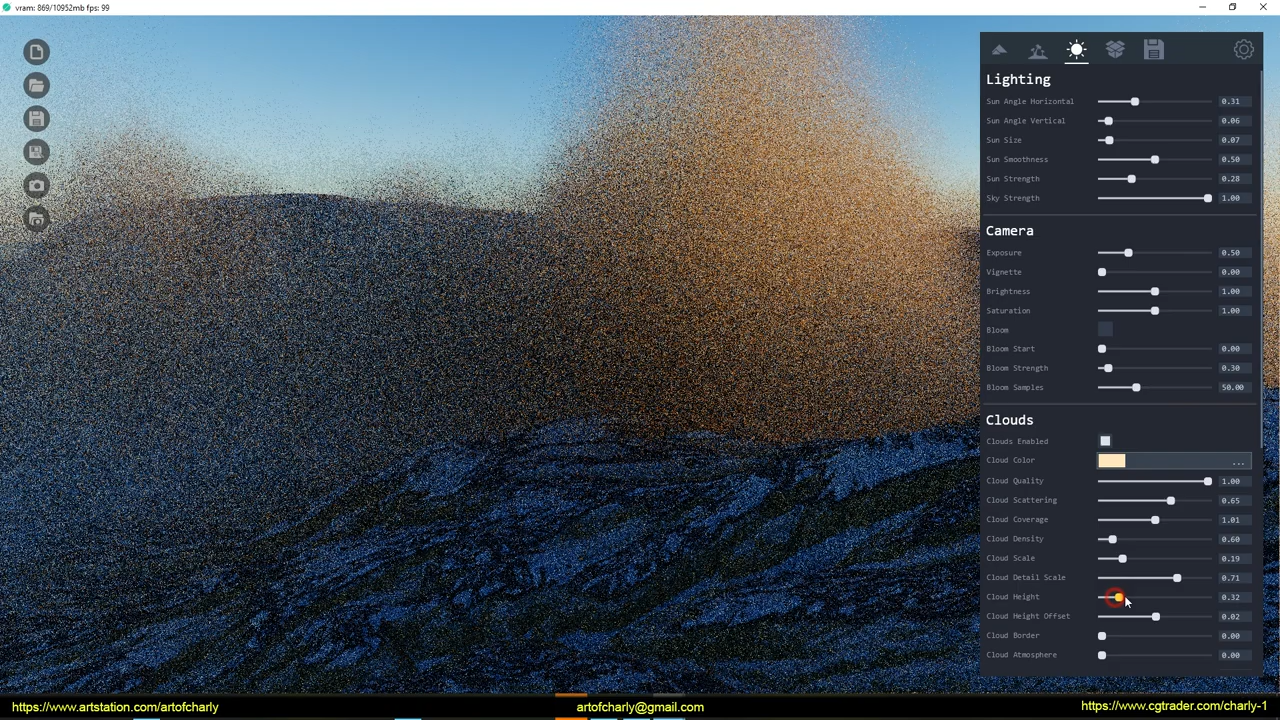 vram: 869/10952mb fps: 99
Lighting
Sun Angle Horizontal 0.31
Sun Angle Vertical 0.06
Sun Size 0.07
Sun Smoothness 0.50
Sun Strength 0.28
Sky Strength 1.00
Camera
Exposure 0.50
Vignette 0.00
Brightness 1.00
Saturation 1.00
Bloom
Bloom Start 0.00
Bloom Strength 0.30
Bloom Samples 50.00
Clouds
Clouds Enabled
Cloud Color ...
Cloud Quality 1.00
Cloud Scattering 0.65
Cloud Coverage 1.01
Cloud Density 0.60
Cloud Scale 0.19
Cloud Detail Scale 0.71
Cloud Height 0.32
Cloud Height Offset 0.02
Cloud Border 0.00
Cloud Atmosphere 0.00
https://www.artstation.com/artofcharly artofcharly@gmail.com https://www.cgtrader.com/charly-1